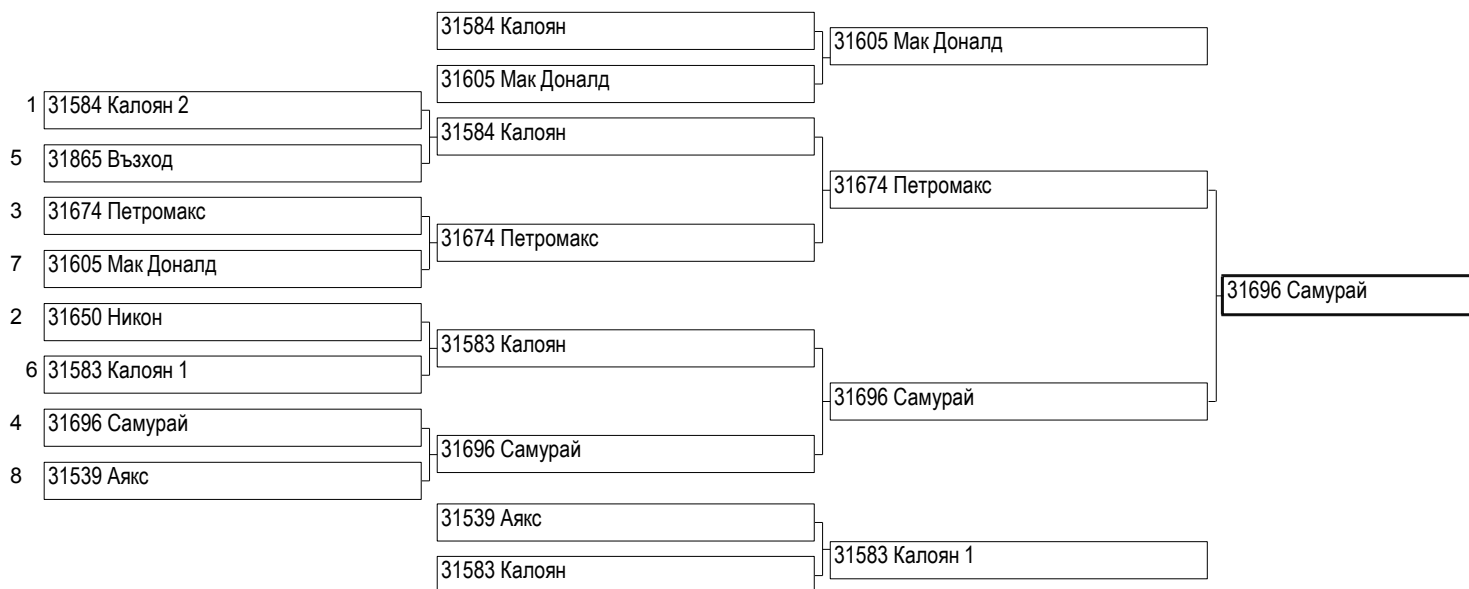 31584 Калоян
31605 Мак Доналд
31605 Мак Доналд
1 31584 Калоян 2
31584 Калоян
5 31865 Възход
31674 Петромакс
3 31674 Петромакс
31674 Петромакс
7 31605 Мак Доналд
31696 Самурай
2 31650 Никон
31583 Калоян
6 31583 Калоян 1
31696 Самурай
4 31696 Самурай
31696 Самурай
8 31539 Аякс
31539 Аякс
31583 Калоян 1
31583 Калоян